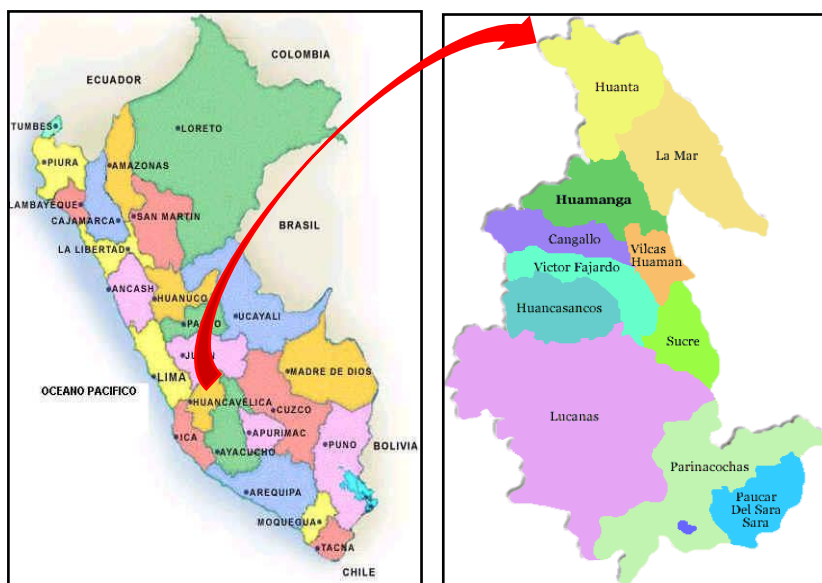 COLOMBIA
ECUADOR
TUMBES
LORETO
PIURA
AMAZONAS
LAMBAYEQUE
SAN MARTIN
CAJAMARCA
BRASIL
LA LIBERTAD
ANCASH
HUANUCO
UCAYALI
JUNIN
LIMA
MADRE DE DIOS
OCEANO PACIFICO
HUANCAVELICA
CUZCO
ICA
APURIMAC
PUNO
BOLIVIA
AYACUCHO
AREQUIPA
MOQUEGUA
TACNA
CHILE
Huanta
La Mar
Huamanga
Cangallo
Vilcas
Huaman
Victor Fajardo
Huancasancos
Sucre
Lucanas
Parinacochas
Paucar
Del Sara
Sara